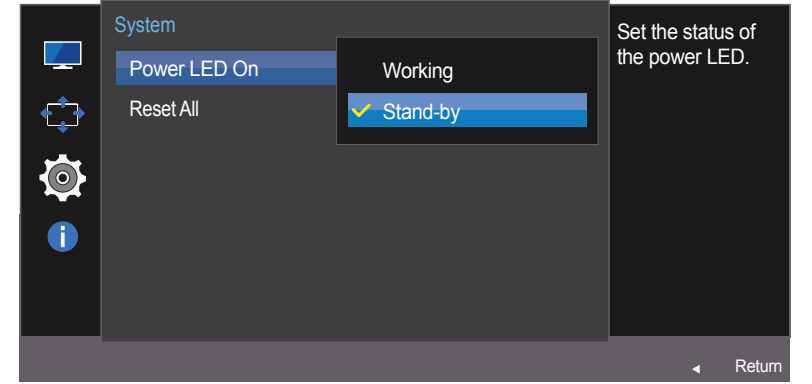 System
Power LED On
Working
Stand-by
Reset All
Set the status of
the power LED.
Return